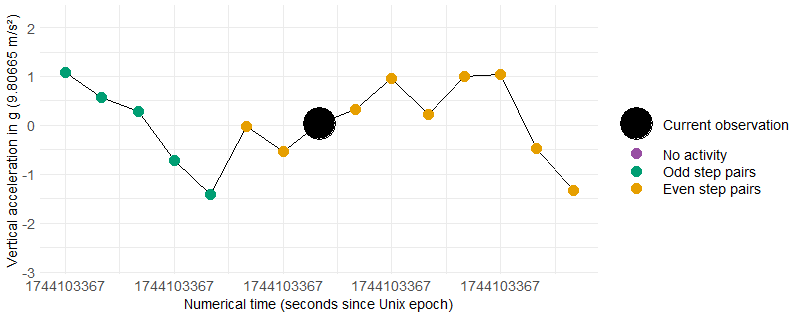 Vertical acceleration in g (9.80665 m/s²)
2
1
0
-1
-2
-3
1744103367 1744103367 1744103367 1744103367 1744103367
Numerical time (seconds since Unix epoch)
Current observation
No activity
Odd step pairs
Even step pairs